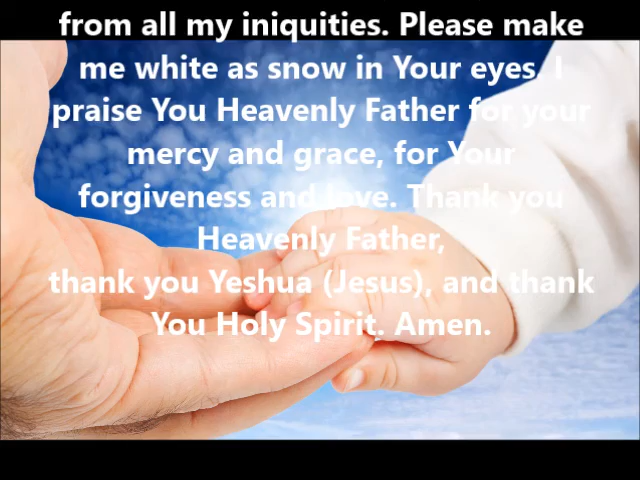 from all my iniquities. Please make
me white as snow in Your eyes. I
praise You Heavenly Father for your
mercy and grace, for Your
forgiveness and love. Thank you
Heavenly Father,
thank you Yeshua (Jesus), and thank
You Holy Spirit. Amen.